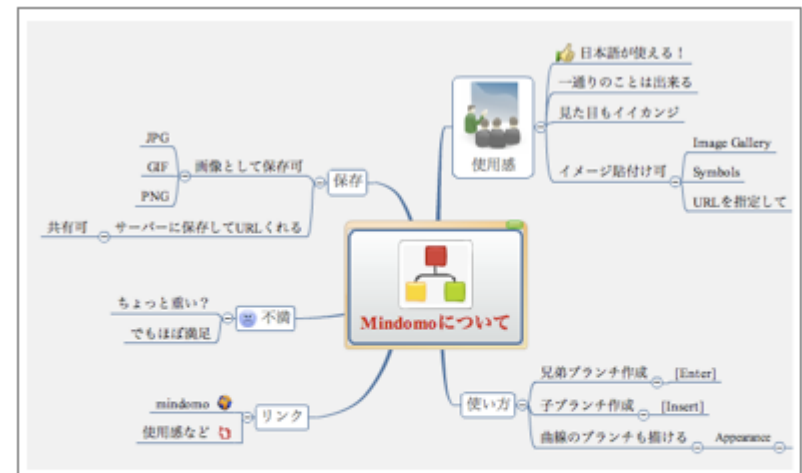 日本語が使える！
一通りのことは出来る
見た目もイイカンジ
イメージ貼付け可
Image Gallery
Symbols
URLを指定して
使用感
JPG
GIF
PNG
画像として保存可
保存
共有可
サーバーに保存してURLくれる
Mindomoについて
ちょっと重い？
でもほぼ満足
不満
mindomo
使用感など
リンク
使い方
兄弟ブランチ作成
[Enter]
子ブランチ作成
[Insert]
曲線のブランチも描ける
Appearance